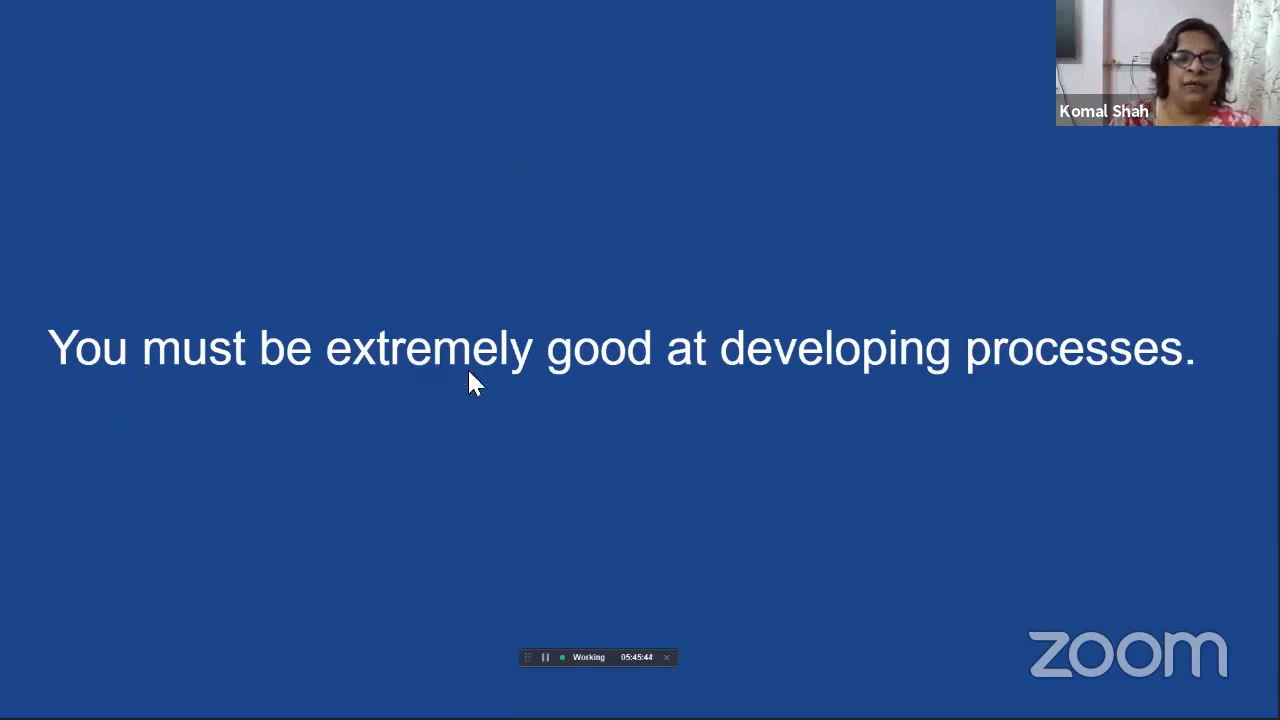 Komal Shah
You must be extremely good at developing processes.
Working 05:45:44
zoom